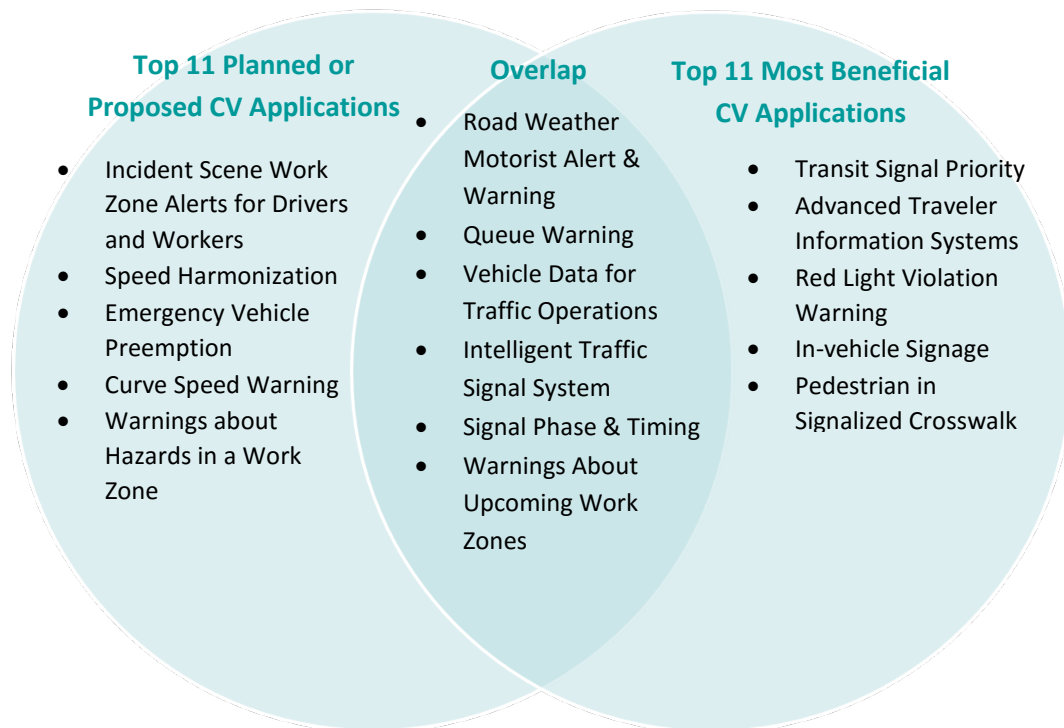 Top 11 Planned or
Proposed CV Applications
• Incident Scene Work
Zone Alerts for Drivers
and Workers
• Speed Harmonization
• Emergency Vehicle
Preemption
• Curve Speed Warning
• Warnings about
Hazards in a Work
Zone
Overlap
• Road Weather
Motorist Alert &
Warning
• Queue Warning
• Vehicle Data for
Traffic Operations
• Intelligent Traffic
Signal System
• Signal Phase & Timing
• Warnings About
Upcoming Work
Zones
Top 11 Most Beneficial
CV Applications
• Transit Signal Priority
• Advanced Traveler
Information Systems
• Red Light Violation
Warning
• In-vehicle Signage
• Pedestrian in
Signalized Crosswalk